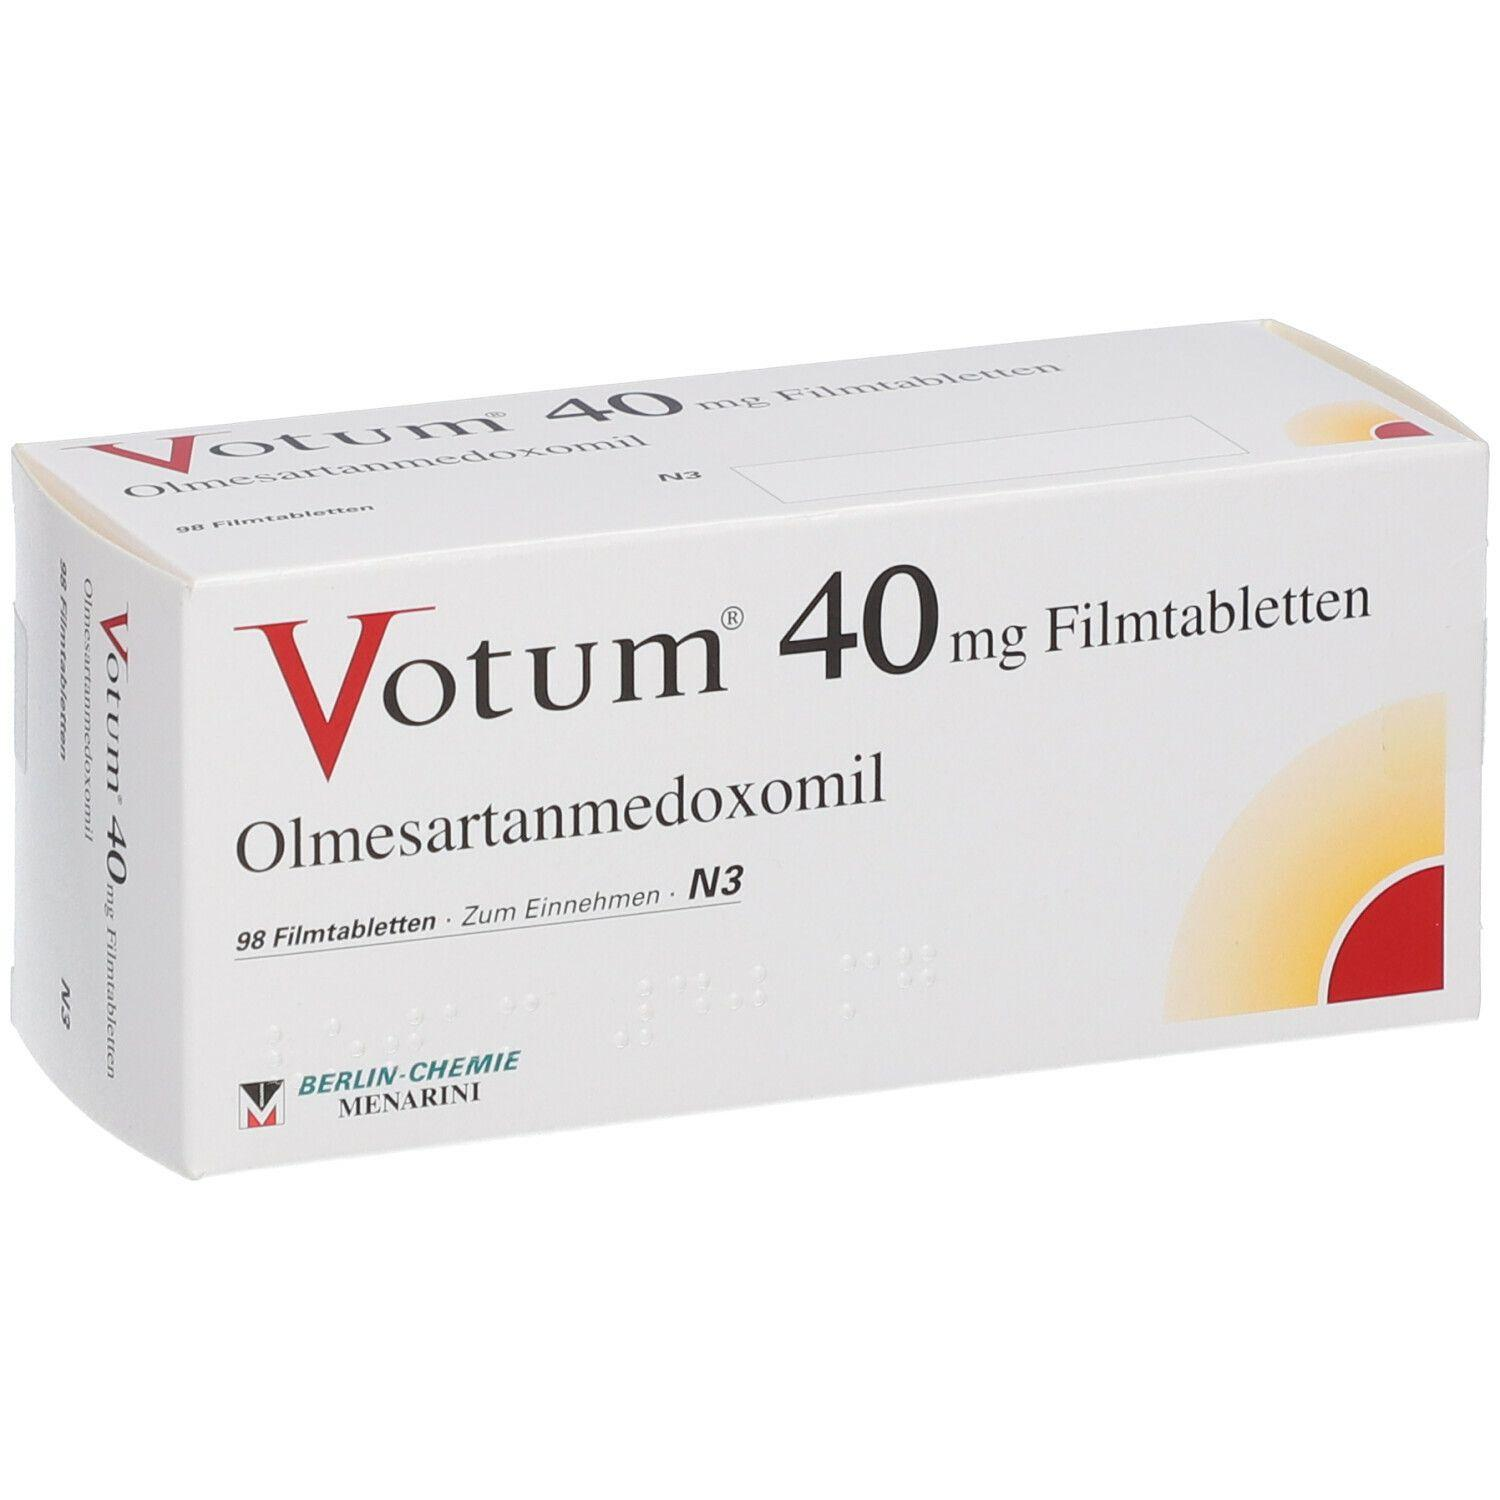 Votum® 40 mg Filmtabletten
Olmesartanmedoxomil
98 Filmtabletten
N3
Votum® 40 mg Filmtabletten
Olmesartanmedoxomil
98 Filmtabletten · Zum Einnehmen · N3
BERLIN-CHEMIE
MENARINI
Votum® 40 mg Filmtabletten
Olmesartanmedoxomil
98 Filmtabletten
N3